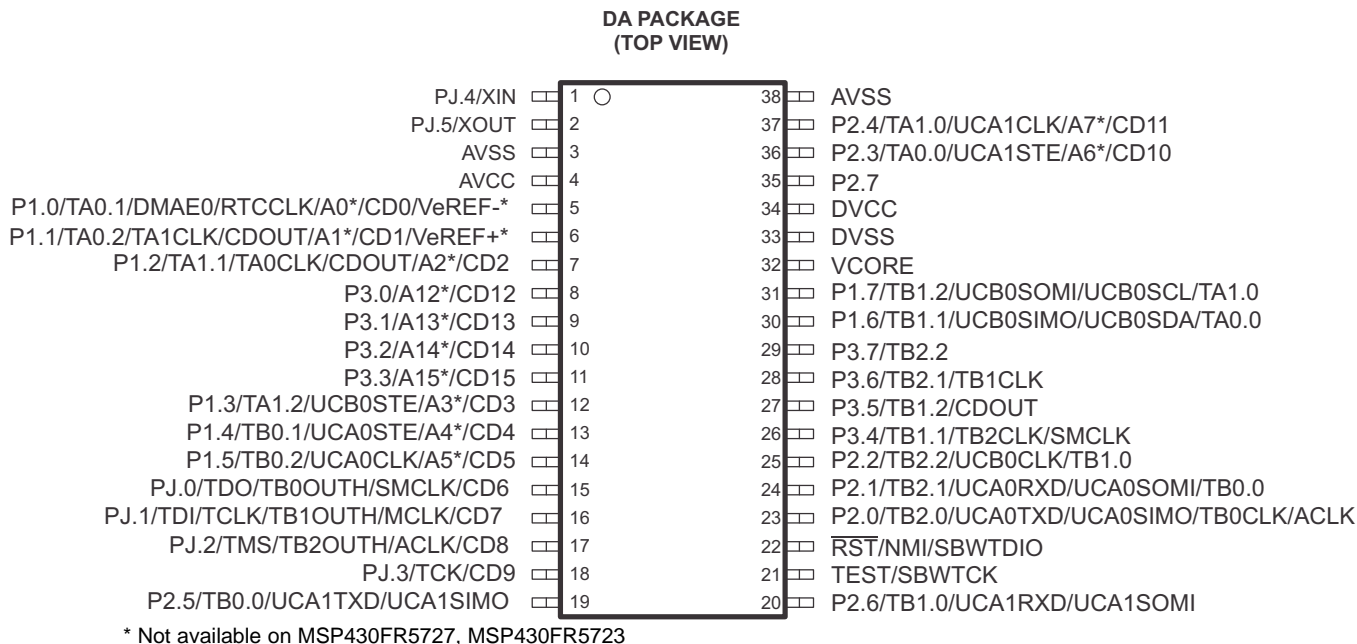 DA PACKAGE
(TOP VIEW)
PJ.4/XIN 1 38 AVSS
PJ.5/XOUT 2 37 P2.4/TA1.0/UCA1CLK/A7*/CD11
AVSS 3 36 P2.3/TA0.0/UCA1STE/A6*/CD10
AVCC 4 35 P2.7
P1.0/TA0.1/DMAE0/RTCCLK/A0*/CD0/VeREF-* 5 34 DVCC
P1.1/TA0.2/TA1CLK/CDOUT/A1*/CD1/VeREF+* 6 33 DVSS
P1.2/TA1.1/TA0CLK/CDOUT/A2*/CD2 7 32 VCORE
P3.0/A12*/CD12 8 31 P1.7/TB1.2/UCB0SOMI/UCB0SCL/TA1.0
P3.1/A13*/CD13 9 30 P1.6/TB1.1/UCB0SIMO/UCB0SDA/TA0.0
P3.2/A14*/CD14 10 29 P3.7/TB2.2
P3.3/A15*/CD15 11 28 P3.6/TB2.1/TB1CLK
P1.3/TA1.2/UCB0STE/A3*/CD3 12 27 P3.5/TB1.2/CDOUT
P1.4/TB0.1/UCA0STE/A4*/CD4 13 26 P3.4/TB1.1/TB2CLK/SMCLK
P1.5/TB0.2/UCA0CLK/A5*/CD5 14 25 P2.2/TB2.2/UCB0CLK/TB1.0
PJ.0/TDO/TB0OUTH/SMCLK/CD6 15 24 P2.1/TB2.1/UCA0RXD/UCA0SOMI/TB0.0
PJ.1/TDI/TCLK/TB1OUTH/MCLK/CD7 16 23 P2.0/TB2.0/UCA0TXD/UCA0SIMO/TB0CLK/ACLK
PJ.2/TMS/TB2OUTH/ACLK/CD8 17 22 RST/NMI/SBWTDIO
PJ.3/TCK/CD9 18 21 TEST/SBWTCK
P2.5/TB0.0/UCA1TXD/UCA1SIMO 19 20 P2.6/TB1.0/UCA1RXD/UCA1SOMI
* Not available on MSP430FR5727, MSP430FR5723